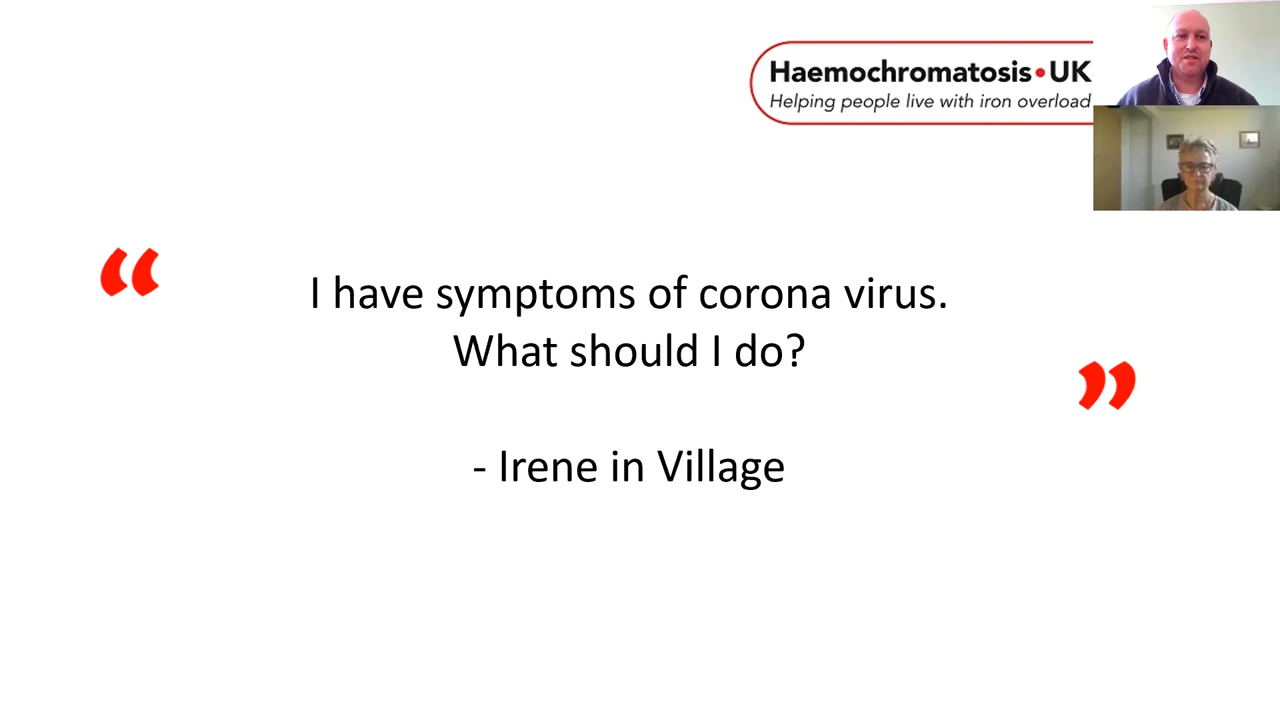 Haemochromatosis•UK
Helping people live with iron overload
“
I have symptoms of corona virus.
What should I do?
”
- Irene in Village